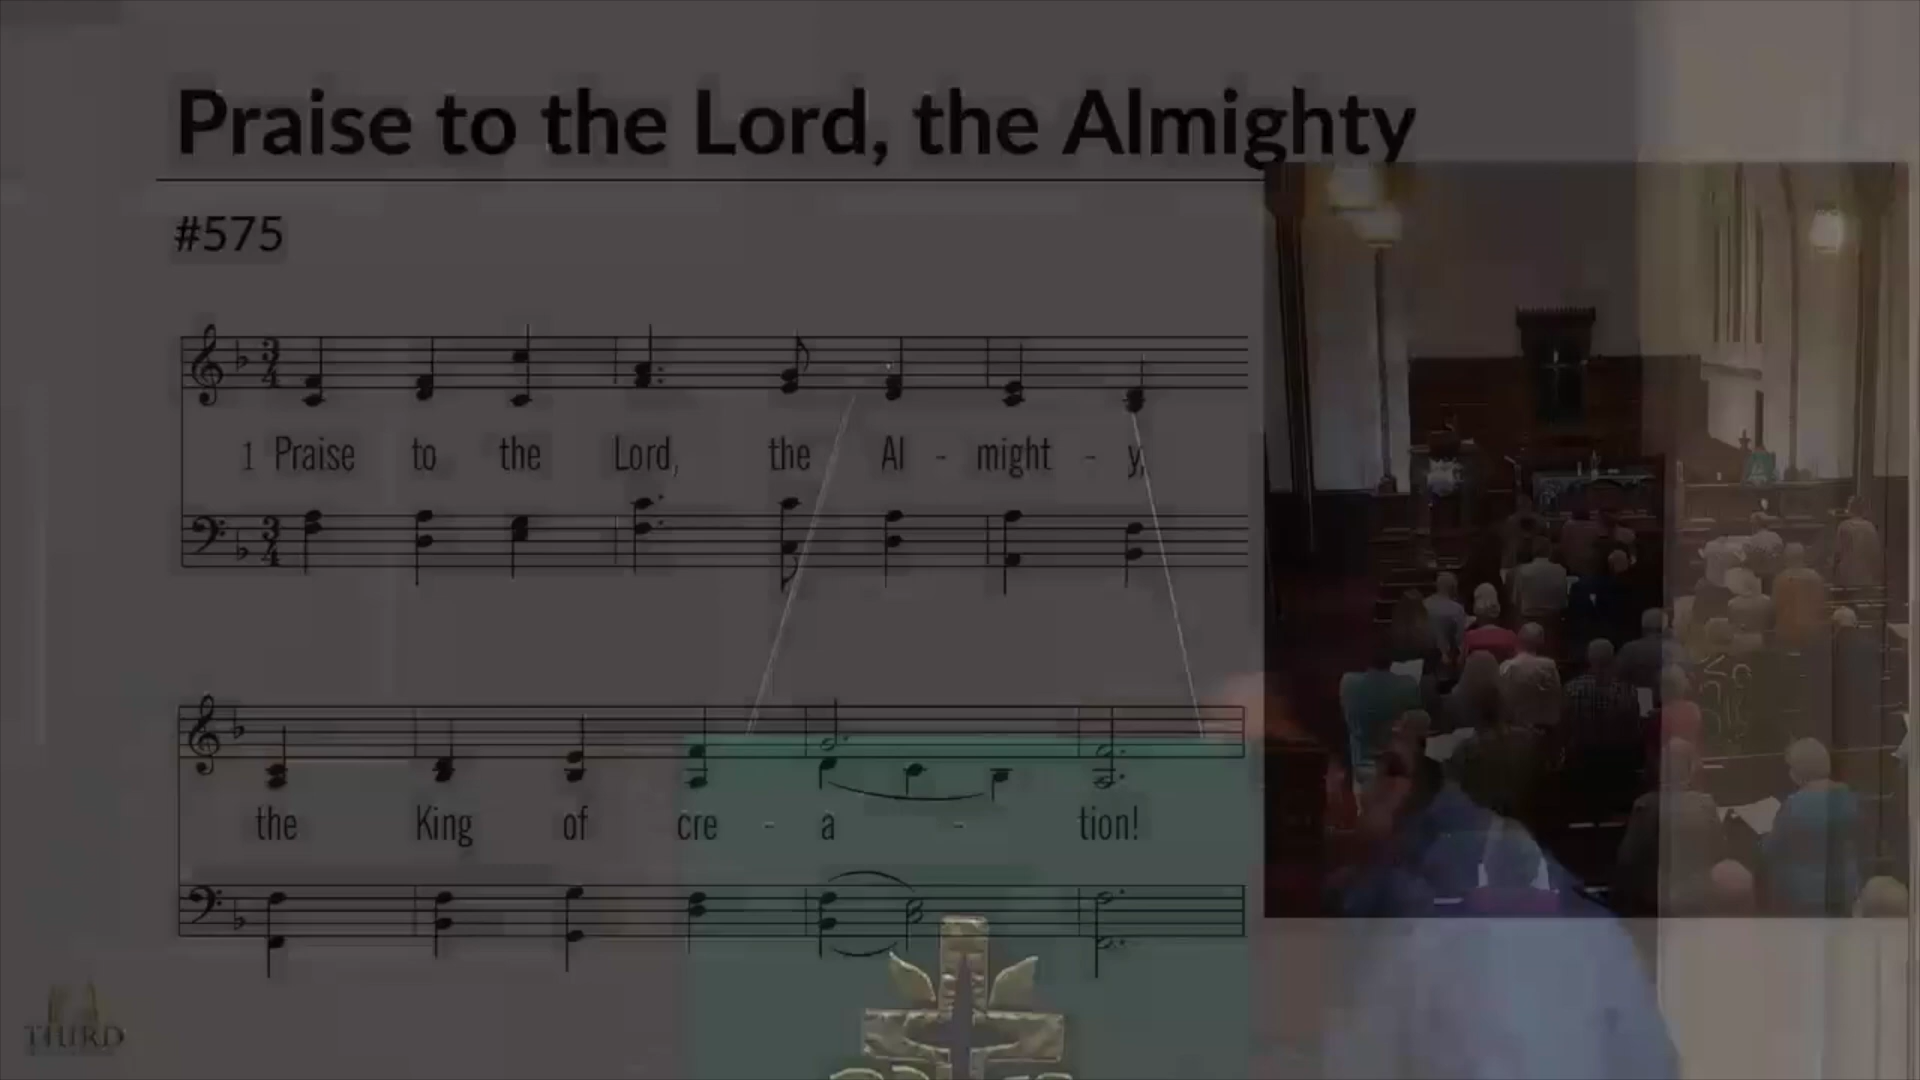 Praise to the Lord, the Almighty
#575
1 Praise to the Lord, the Al - might - y,
the King of cre - a - tion!
THIRD